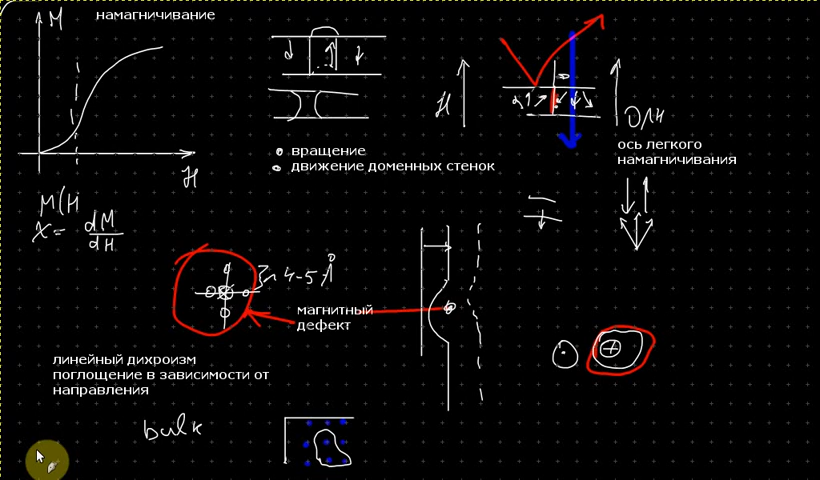 намагничивание
M
H
вращение
движение доменных стенок
H
ОЛН
ось легкого
намагничивания
M(H
χ = dM
dH
~ 4-5 Å
магнитный
дефект
линейный дихроизм
поглощение в зависимости от
направления
bulk